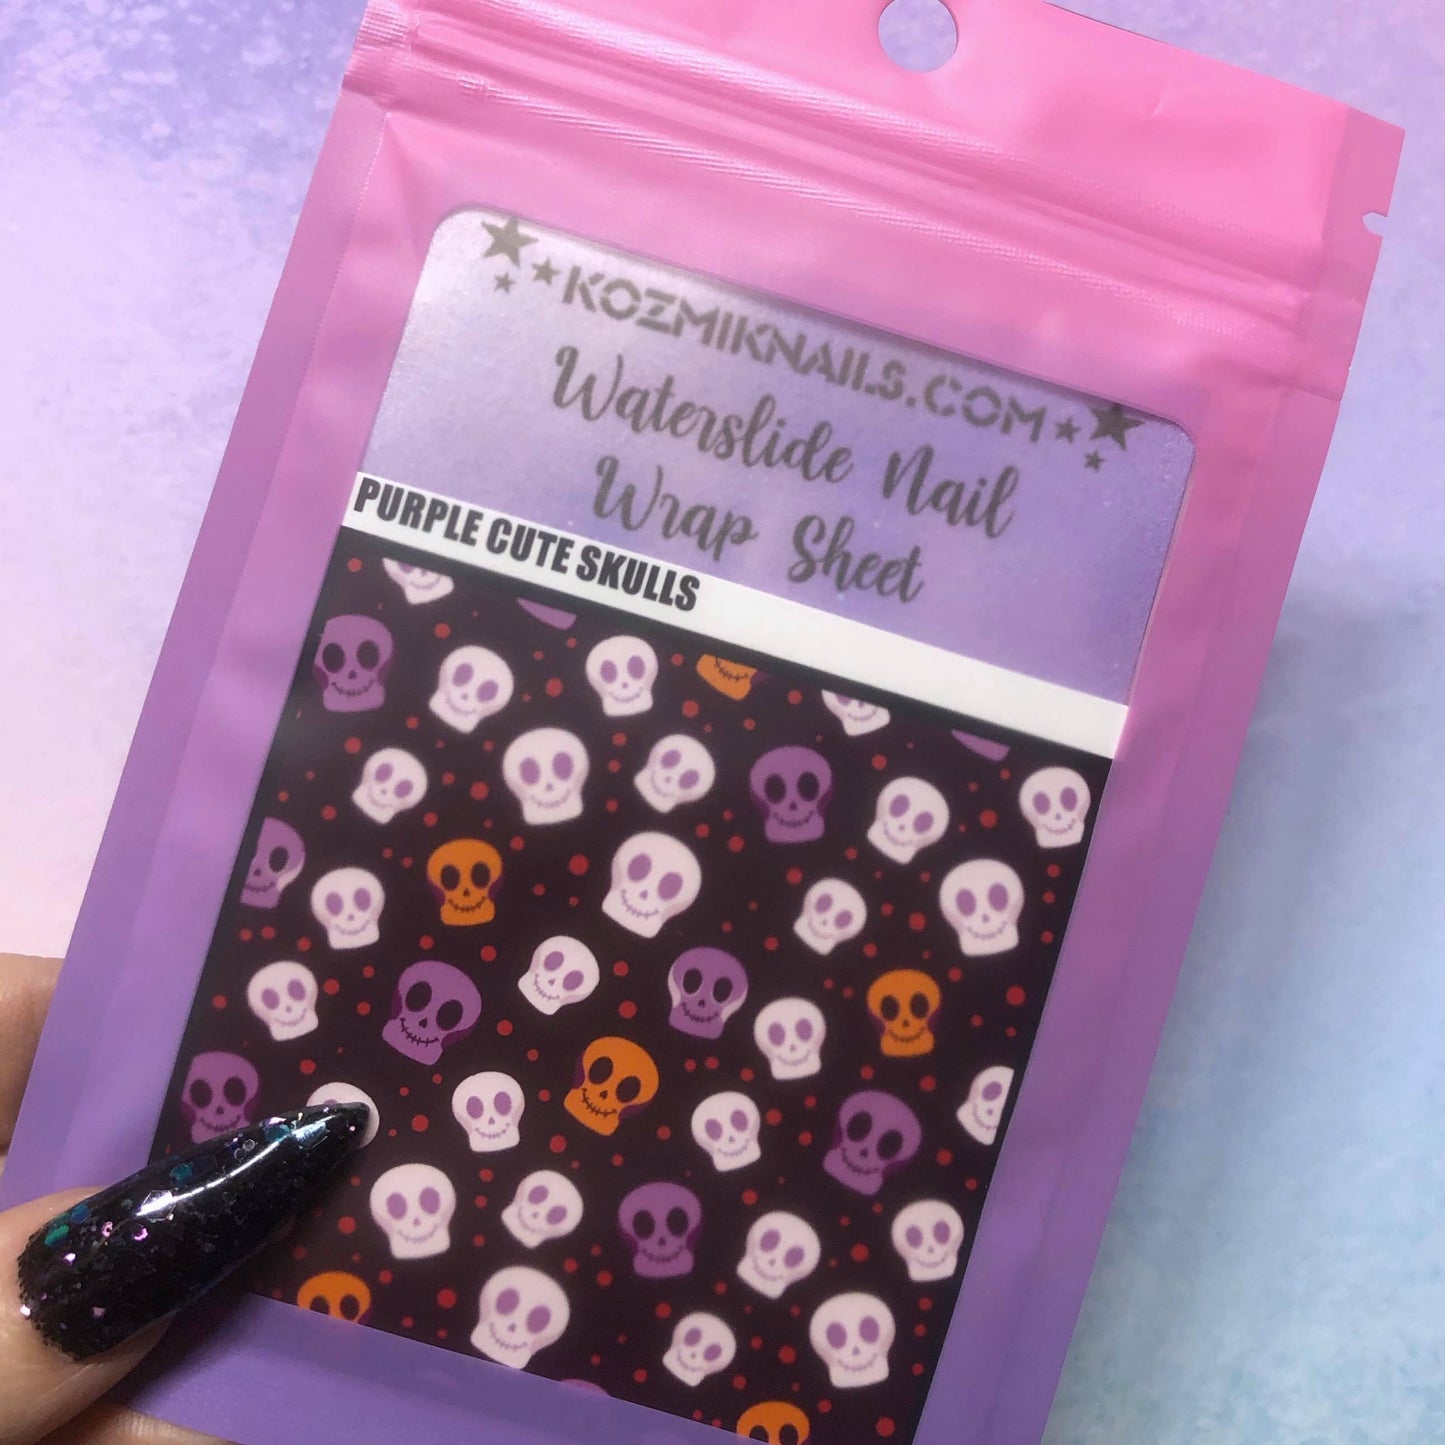 KOZMIKNAILS.COM
Waterslide Nail
Wrap Sheet
PURPLE CUTE SKULLS